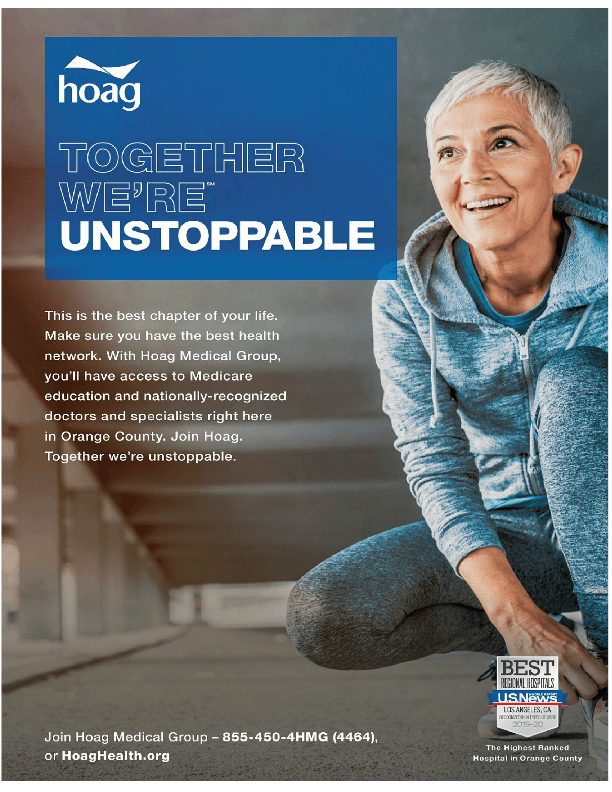 hoag
TOGETHER
WE'RE℠
UNSTOPPABLE
This is the best chapter of your life.
Make sure you have the best health
network. With Hoag Medical Group,
you'll have access to Medicare
education and nationally-recognized
doctors and specialists right here
in Orange County. Join Hoag.
Together we're unstoppable.
Join Hoag Medical Group – 855-450-4HMG (4464),
or HoagHealth.org
BEST
REGIONAL HOSPITALS
USNews
LOS ANGELES, CA
2019-20
The Highest Ranked
Hospital in Orange County